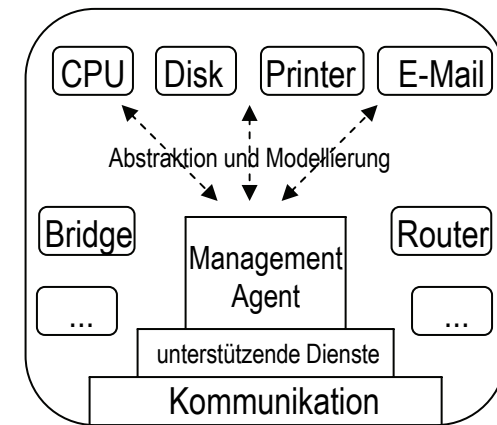 CPU Disk Printer E-Mail
Abstraktion und Modellierung
Bridge Router
Management
Agent
... ...
unterstützende Dienste
Kommunikation